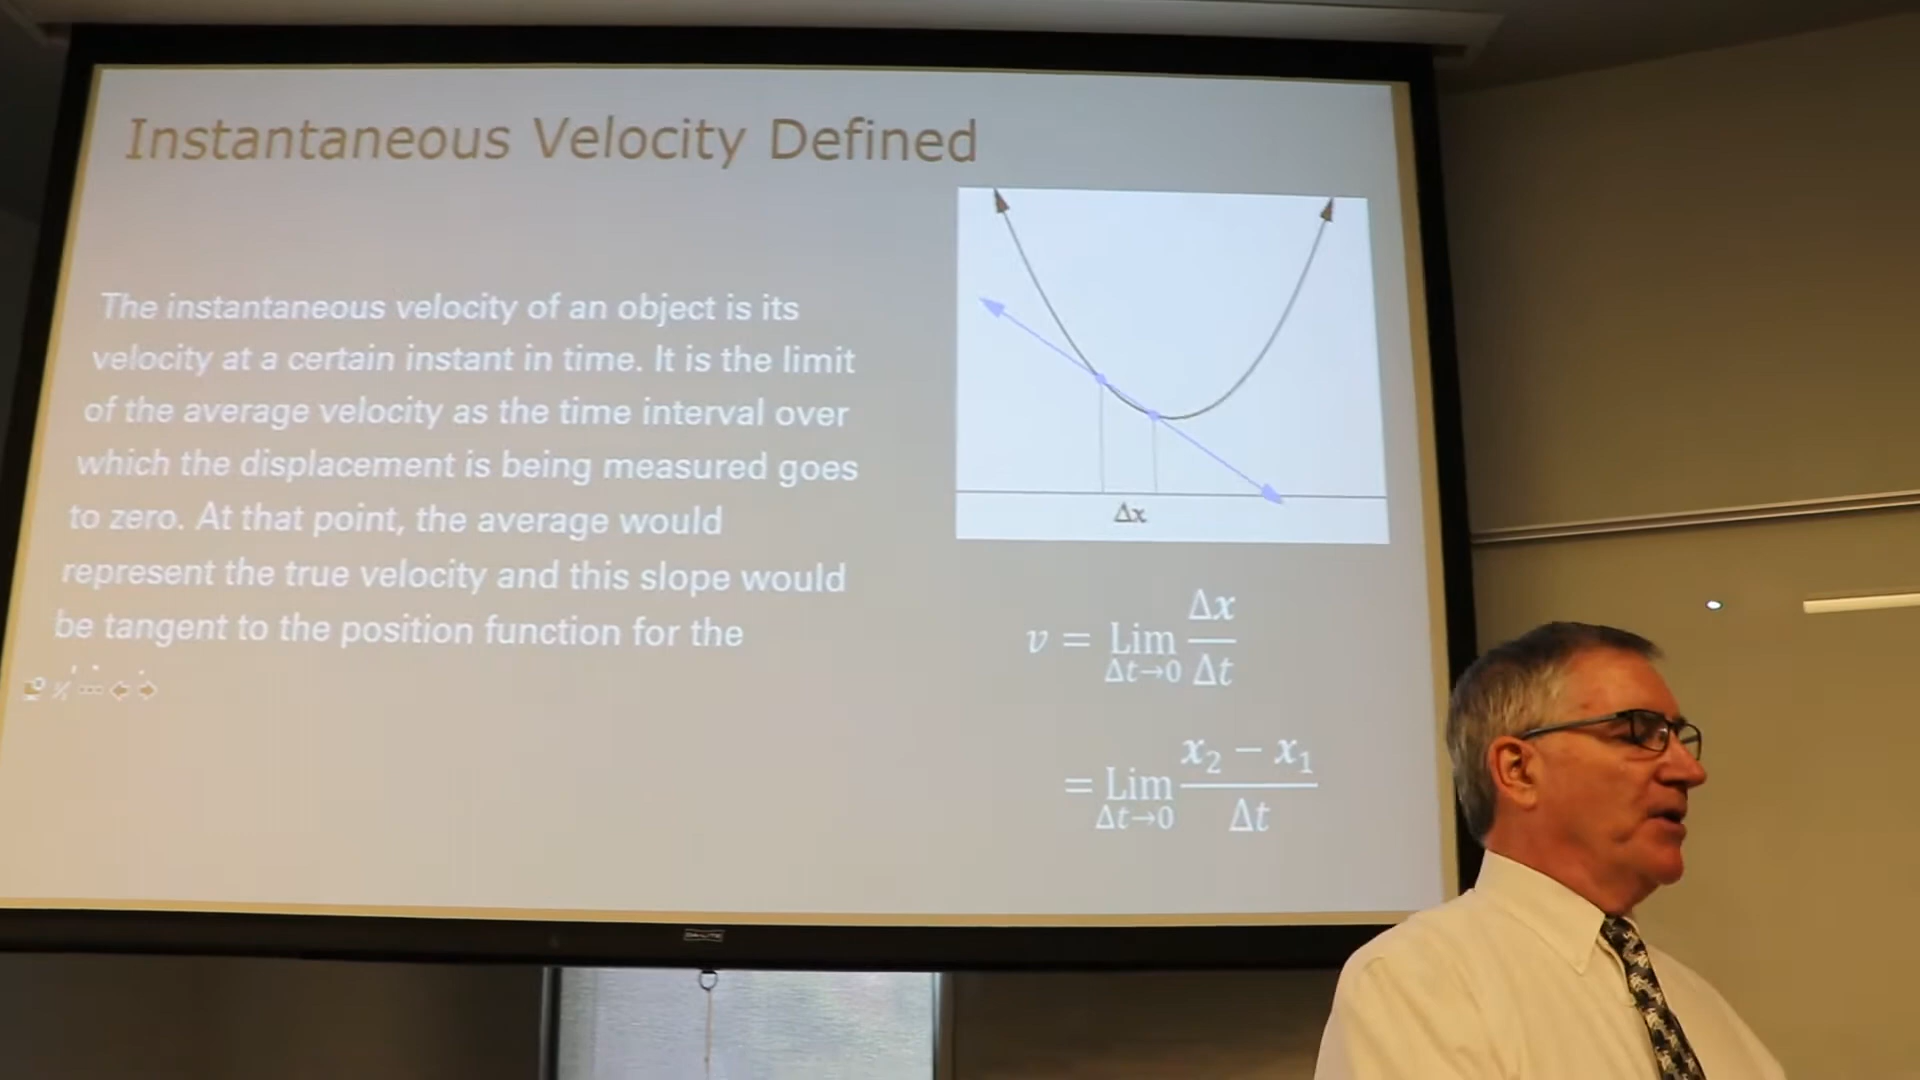 Instantaneous Velocity Defined
The instantaneous velocity of an object is its
velocity at a certain instant in time. It is the limit
of the average velocity as the time interval over
which the displacement is being measured goes
to zero. At that point, the average would
represent the true velocity and this slope would
be tangent to the position function for the
Δx
v = Lim Δx
Δt→0 Δt
= Lim x₂ − x₁
Δt→0 Δt
DA-LITE